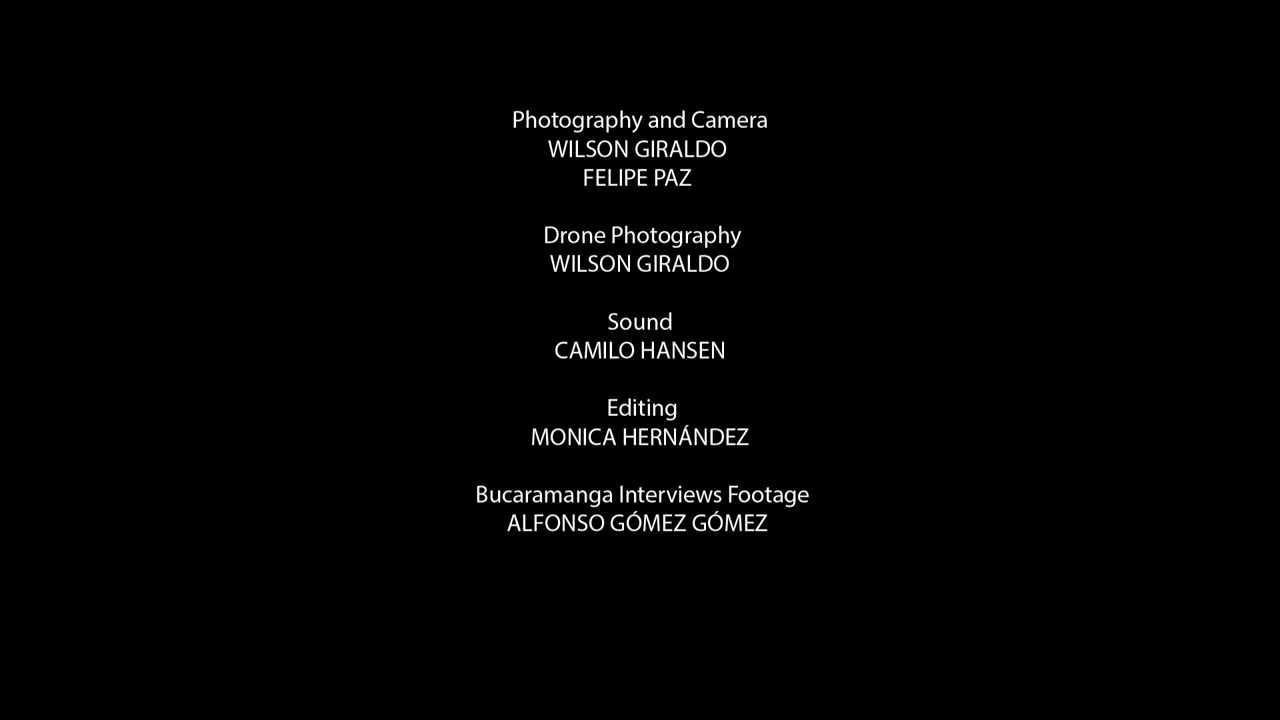 Photography and Camera
WILSON GIRALDO
FELIPE PAZ
Drone Photography
WILSON GIRALDO
Sound
CAMILO HANSEN
Editing
MONICA HERNÁNDEZ
Bucaramanga Interviews Footage
ALFONSO GÓMEZ GÓMEZ